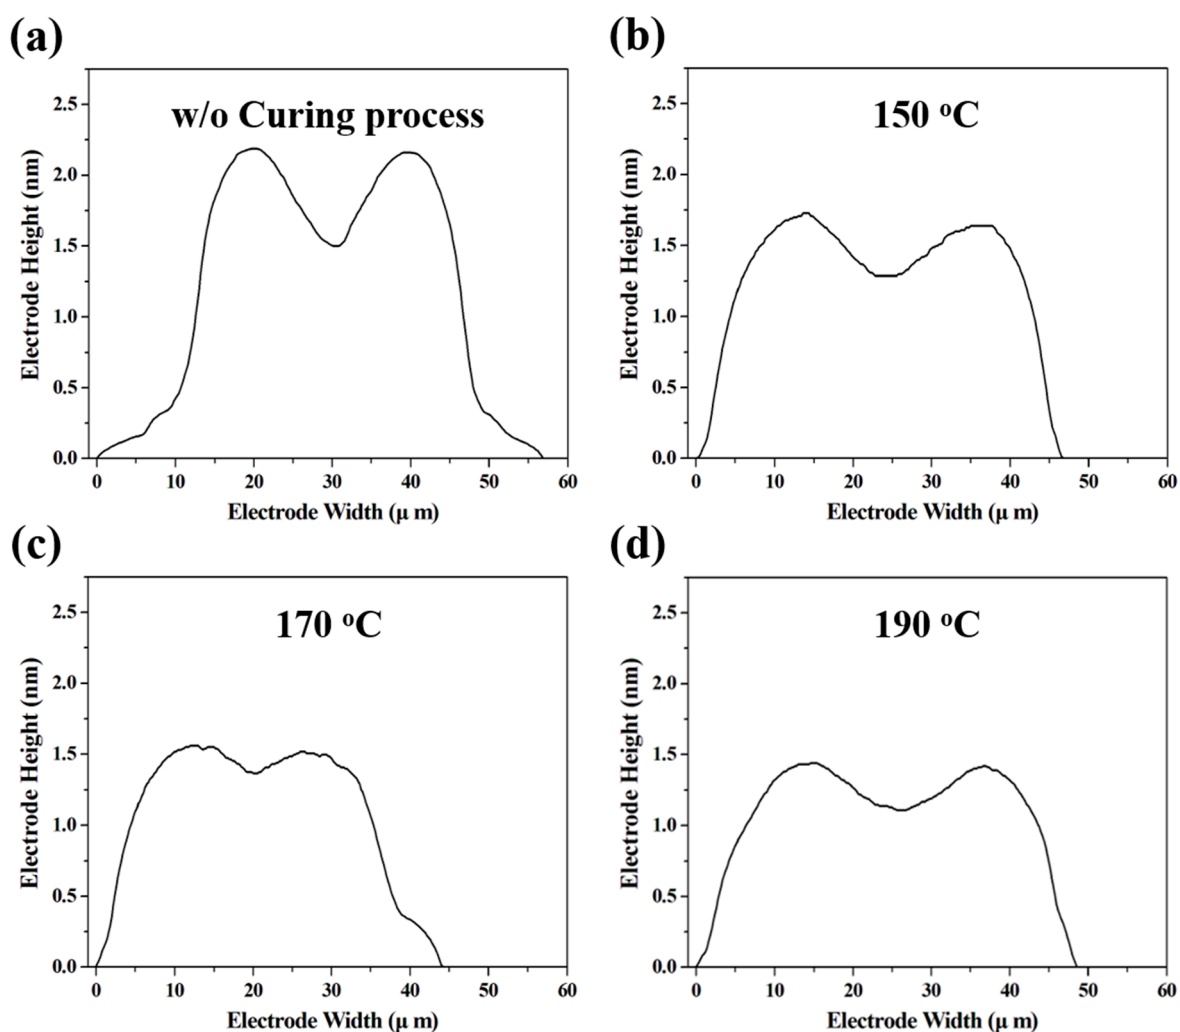 (a)
w/o Curing process
Electrode Height (nm)
2.5
2.0
1.5
1.0
0.5
0.0
0 10 20 30 40 50 60
Electrode Width (μ m)
(b)
150 ºC
Electrode Height (nm)
2.5
2.0
1.5
1.0
0.5
0.0
0 10 20 30 40 50 60
Electrode Width (μ m)
(c)
170 ºC
Electrode Height (nm)
2.5
2.0
1.5
1.0
0.5
0.0
0 10 20 30 40 50 60
Electrode Width (μ m)
(d)
190 ºC
Electrode Height (nm)
2.5
2.0
1.5
1.0
0.5
0.0
0 10 20 30 40 50 60
Electrode Width (μ m)